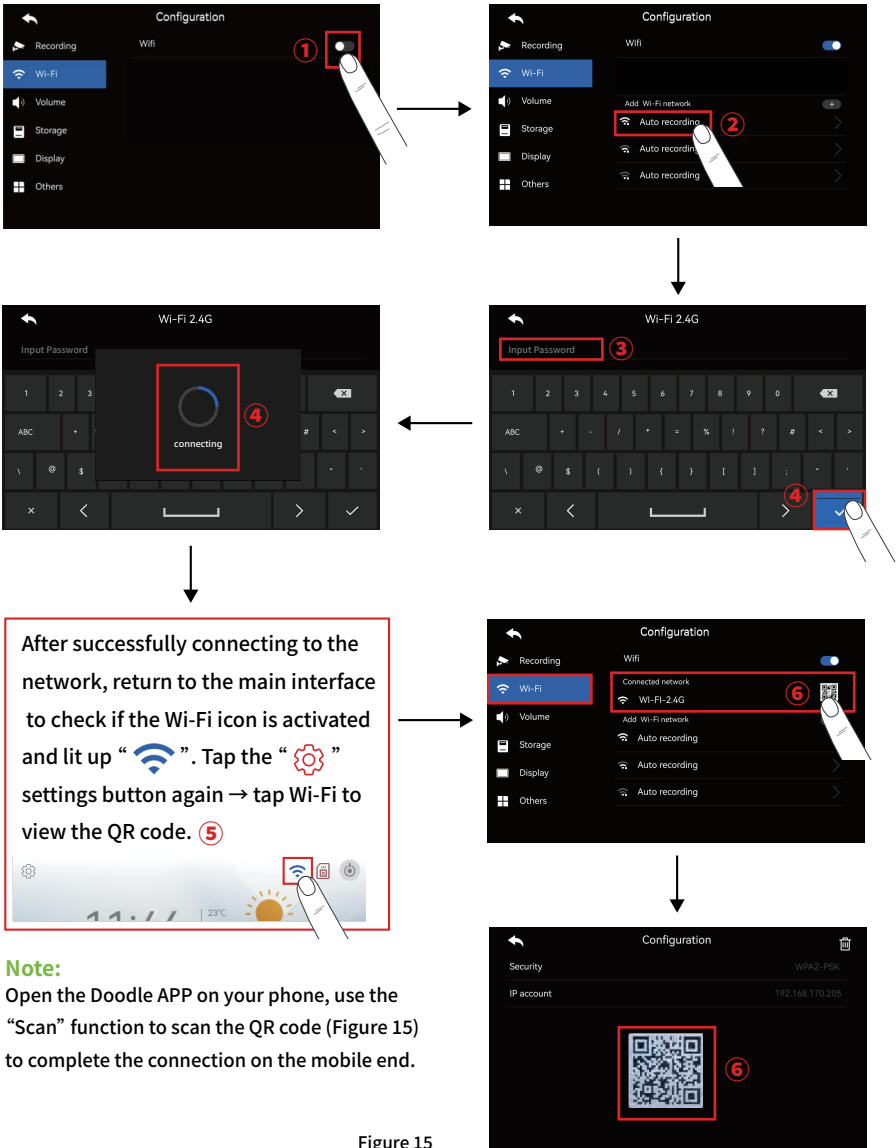 Configuration
Recording
Wifi
①
Wi-Fi
Volume
Storage
Display
Others
Configuration
Recording
Wifi
Wi-Fi
Volume
Add Wi-Fi network
+
Auto recording
②
Storage
Auto recording
Display
Auto recording
Others
Wi-Fi 2.4G
Input Password
1 2 3
④
connecting
ABC + # < >
\ @ $ " '
× < > ✓
Wi-Fi 2.4G
Input Password
③
1 2 3 4 5 6 7 8 9 0
ABC + - / * = % ! ? # < >
\ @ $ ( ) { } [ ] ; " '
④
× < > ✓
After successfully connecting to the
network, return to the main interface
to check if the Wi-Fi icon is activated
and lit up “ ”. Tap the “ ”
settings button again → tap Wi-Fi to
view the QR code. ⑤
23°C
Configuration
Recording
Wifi
Connected network
Wi-Fi
WI-FI-2.4G
⑥
Volume
Add Wi-Fi network
Auto recording
Storage
Auto recording
Display
Auto recording
Others
Note:
Open the Doodle APP on your phone, use the
“Scan” function to scan the QR code (Figure 15)
to complete the connection on the mobile end.
Configuration
Security WPA2-PSK
IP account 192.168.170.205
⑥
Figure 15